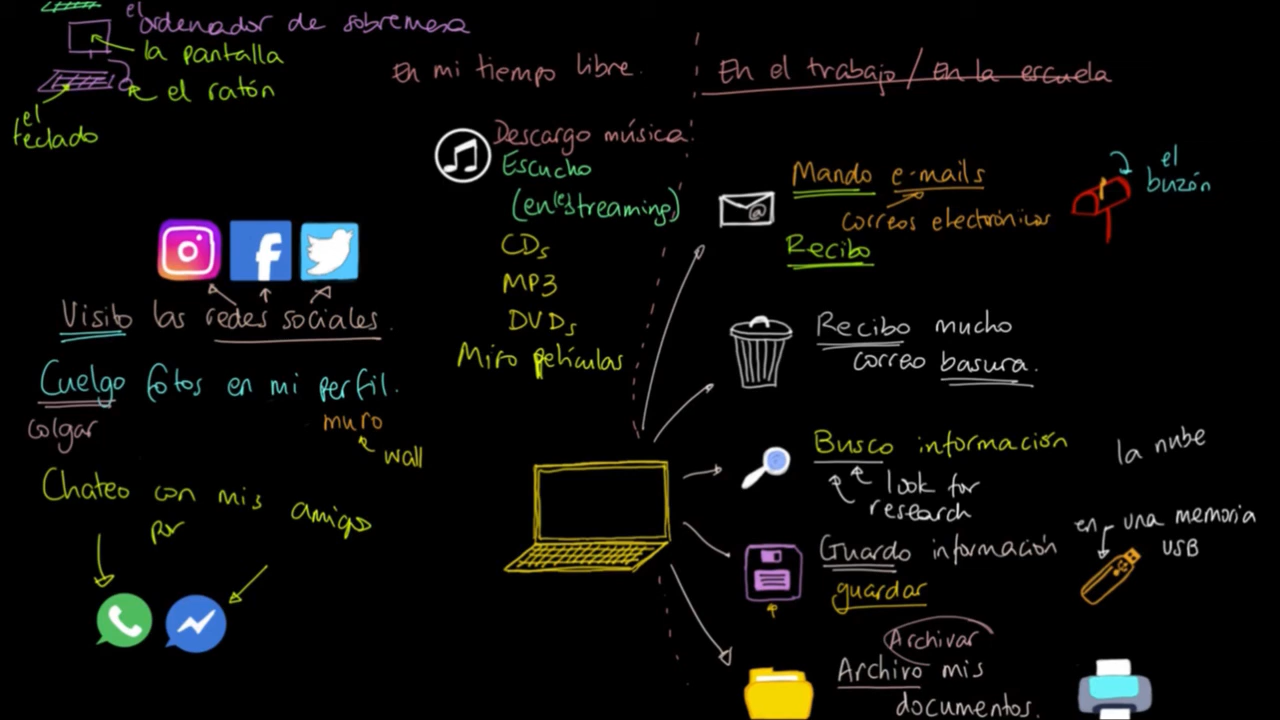 el ordenador de sobremesa
la pantalla
el ratón
el
teclado
En mi tiempo libre.
En el trabajo / En la escuela
Descargo música.
Escucho
(en streaming)
CDs
MP3
DVDs
Miro películas
Visito las redes sociales.
Cuelgo fotos en mi perfil.
colgar
muro
wall
Chateo con mis amigos
por
Mando e-mails
correos electrónicos
Recibo
el
buzón
Recibo mucho
correo basura.
Busco información
look for
research
la nube
Guardo información
guardar
en una memoria
USB
Archivar
Archivo mis
documentos.